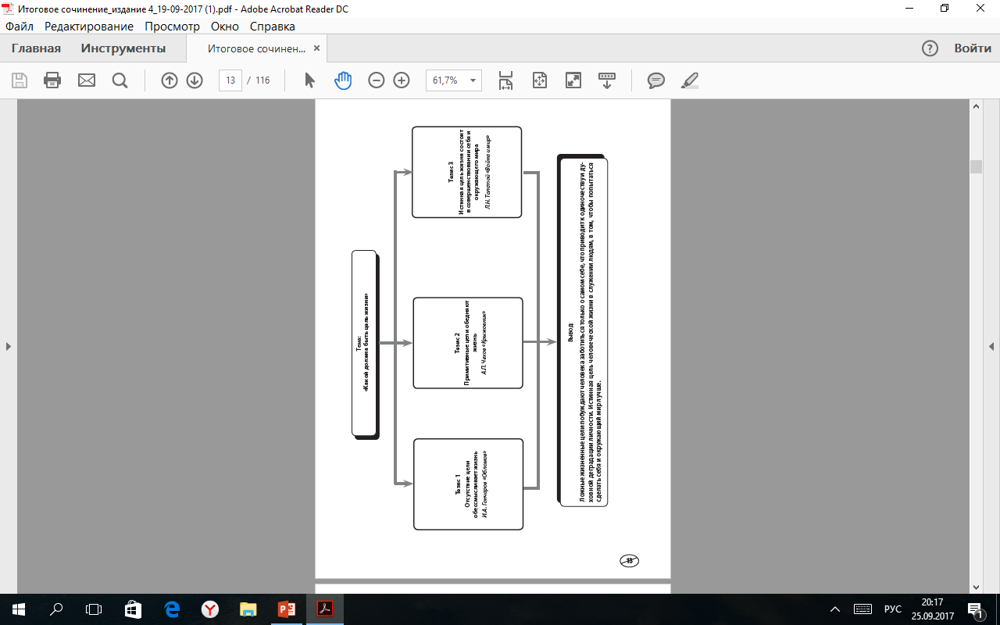 Итоговое сочинение_издание 4_19-09-2017 (1).pdf - Adobe Acrobat Reader DC
Файл Редактирование Просмотр Окно Справка
Главная Инструменты Итоговое сочинен... × ? Войти
13 / 116 61,7%
Тема:
«Какой должна быть цель жизни»
Тезис 1
Отсутствие цели
обессмысливает жизнь
И.А. Гончаров «Обломов»
Тезис 2
Примитивные цели обедняют
жизнь
А.П. Чехов «Крыжовник»
Тезис 3
Истинная цель жизни состоит
в совершенствовании себя и
окружающего мира
Л.Н. Толстой «Война и мир»
Вывод:
Ложные жизненные цели побуждают человека заботиться только о самом себе, что приводит к одиночеству и ду-
ховной деградации личности. Истинная цель человеческой жизни в служении людям, в том, чтобы попытаться
сделать себя и окружающий мир лучше.
13
РУС
20:17
25.09.2017
1